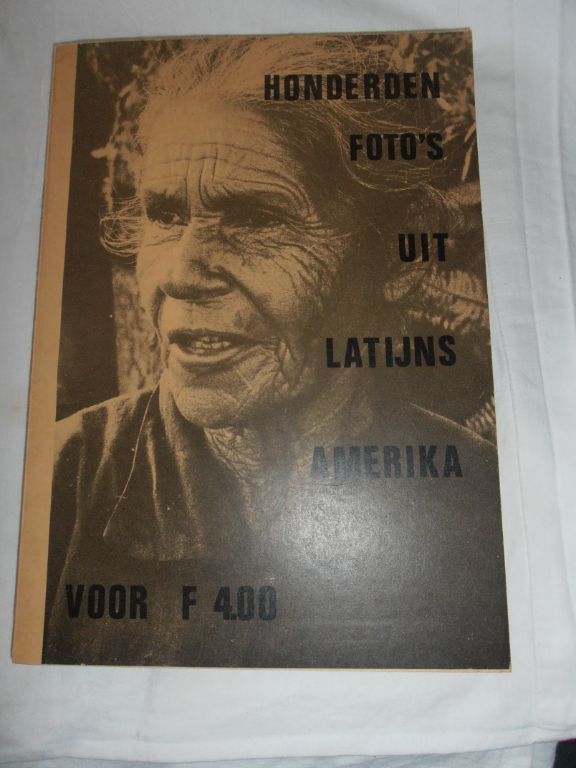 HONDERDEN
FOTO'S
UIT
LATIJNS
AMERIKA
VOOR F 4.00